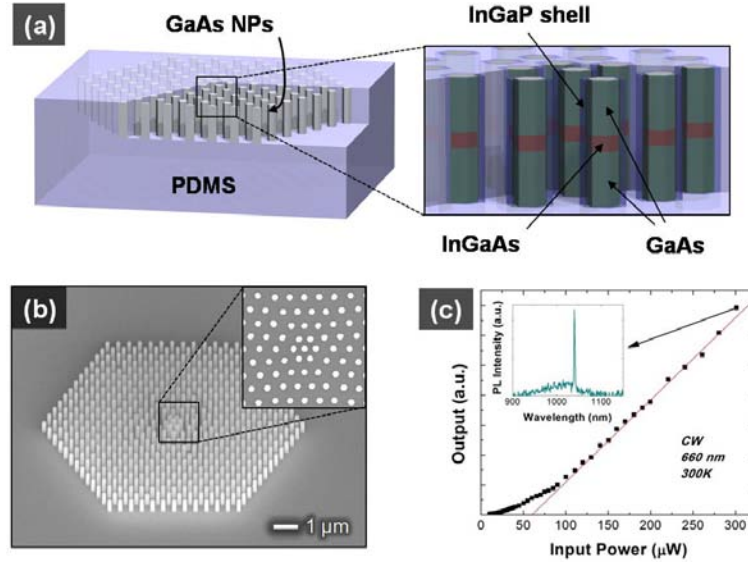 (a)
GaAs NPs
PDMS
InGaP shell
InGaAs
GaAs
(b)
1 μm
(c)
Output (a.u.)
PL Intensity (a.u.)
900 1000 1100
Wavelength (nm)
CW
660 nm
300K
0 50 100 150 200 250 300
Input Power (μW)